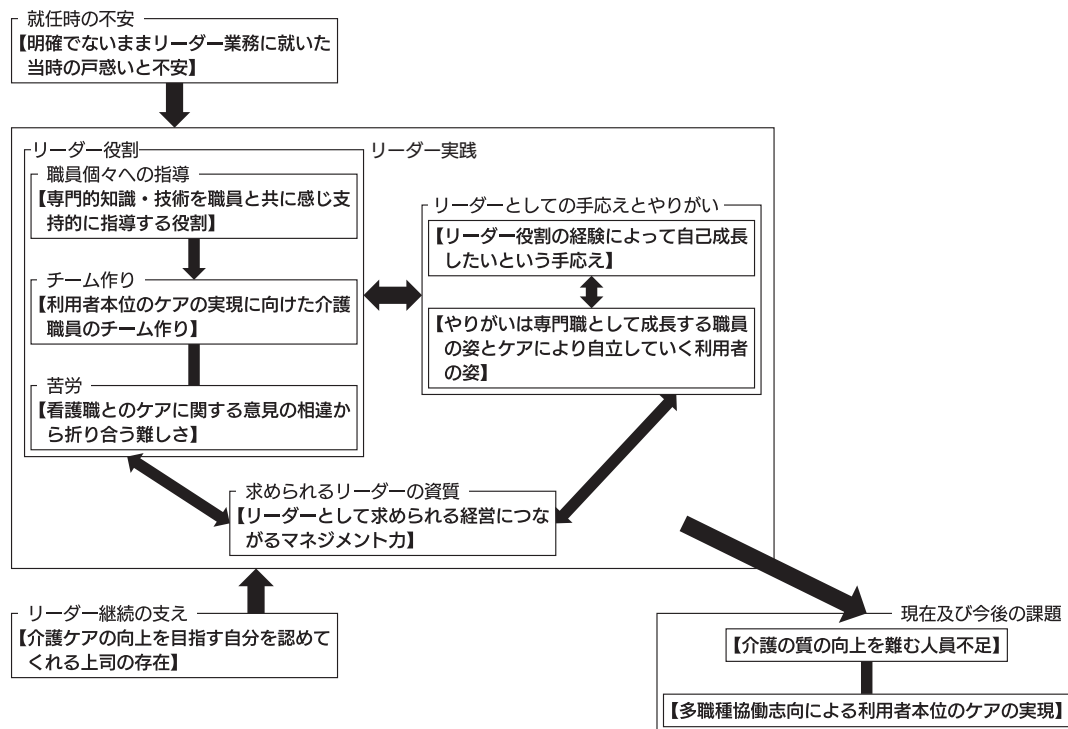 就任時の不安
【明確でないままリーダー業務に就いた
当時の戸惑いと不安】
リーダー役割
リーダー実践
職員個々への指導
【専門的知識・技術を職員と共に感じ支
持的に指導する役割】
チーム作り
【利用者本位のケアの実現に向けた介護
職員のチーム作り】
苦労
【看護職とのケアに関する意見の相違か
ら折り合う難しさ】
リーダーとしての手応えとやりがい
【リーダー役割の経験によって自己成長
したいという手応え】
【やりがいは専門職として成長する職員
の姿とケアにより自立していく利用者
の姿】
求められるリーダーの資質
【リーダーとして求められる経営につな
がるマネジメント力】
リーダー継続の支え
【介護ケアの向上を目指す自分を認めて
くれる上司の存在】
現在及び今後の課題
【介護の質の向上を難む人員不足】
【多職種協働志向による利用者本位のケアの実現】